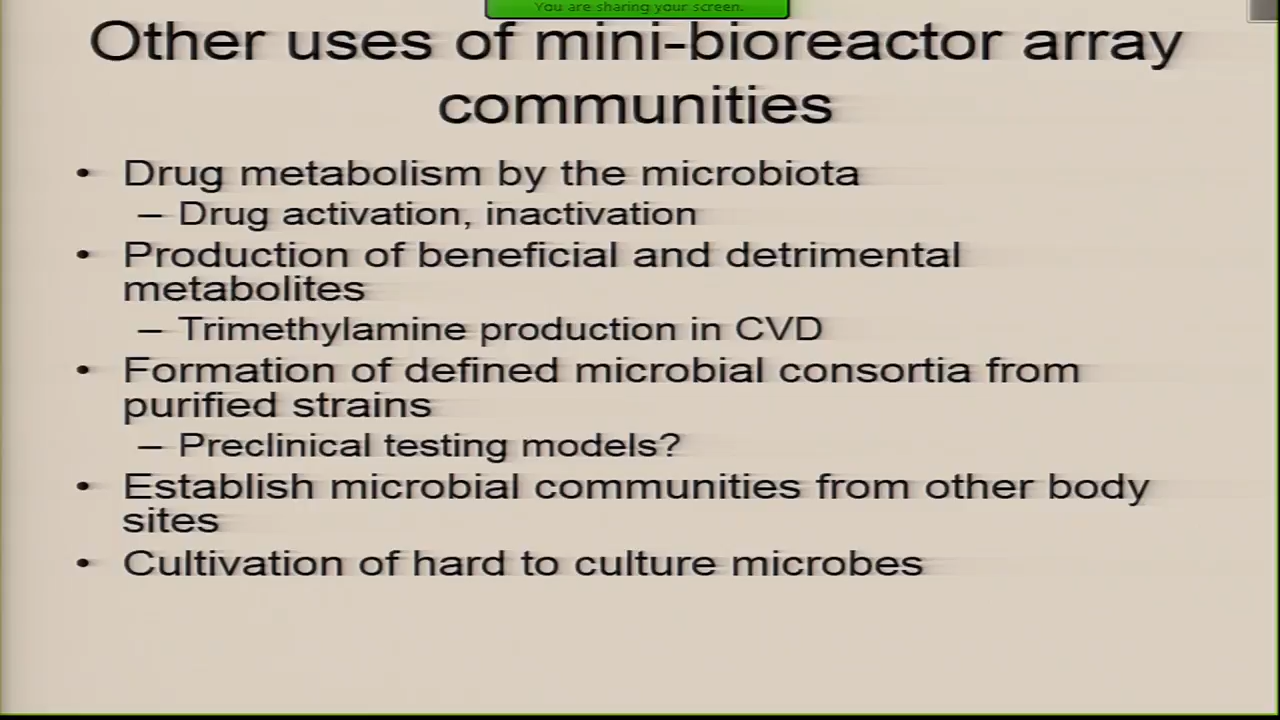 You are sharing your screen.
Other uses of mini-bioreactor array
communities
• Drug metabolism by the microbiota
– Drug activation, inactivation
• Production of beneficial and detrimental
metabolites
– Trimethylamine production in CVD
• Formation of defined microbial consortia from
purified strains
– Preclinical testing models?
• Establish microbial communities from other body
sites
• Cultivation of hard to culture microbes